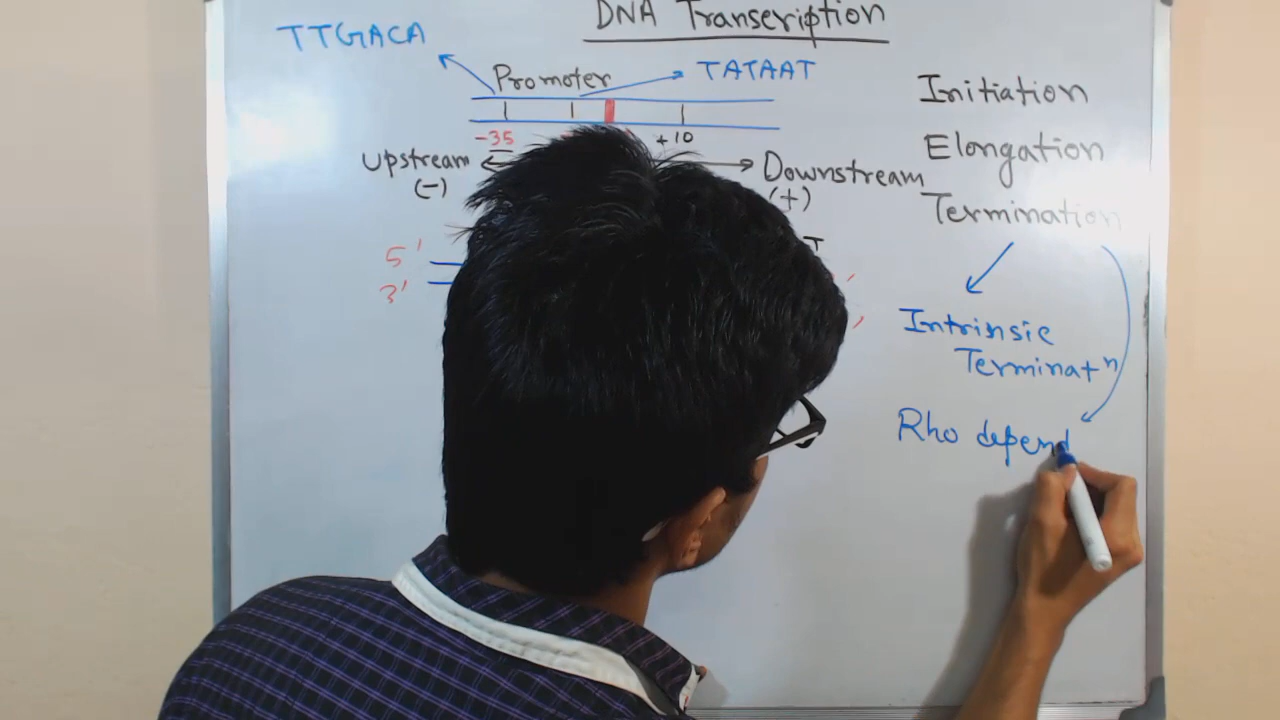 DNA Transcription
TTGACA
Promoter
TATAAT
-35
+10
Upstream
(-)
Downstream
(+)
5'
3'
T
Initiation
Elongation
Termination
Intrinsic
Terminatn
Rho depend